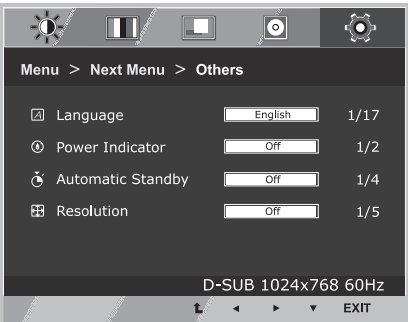 Menu > Next Menu > Others
Language English 1/17
Power Indicator Off 1/2
Automatic Standby Off 1/4
Resolution Off 1/5
D-SUB 1024x768 60Hz
EXIT